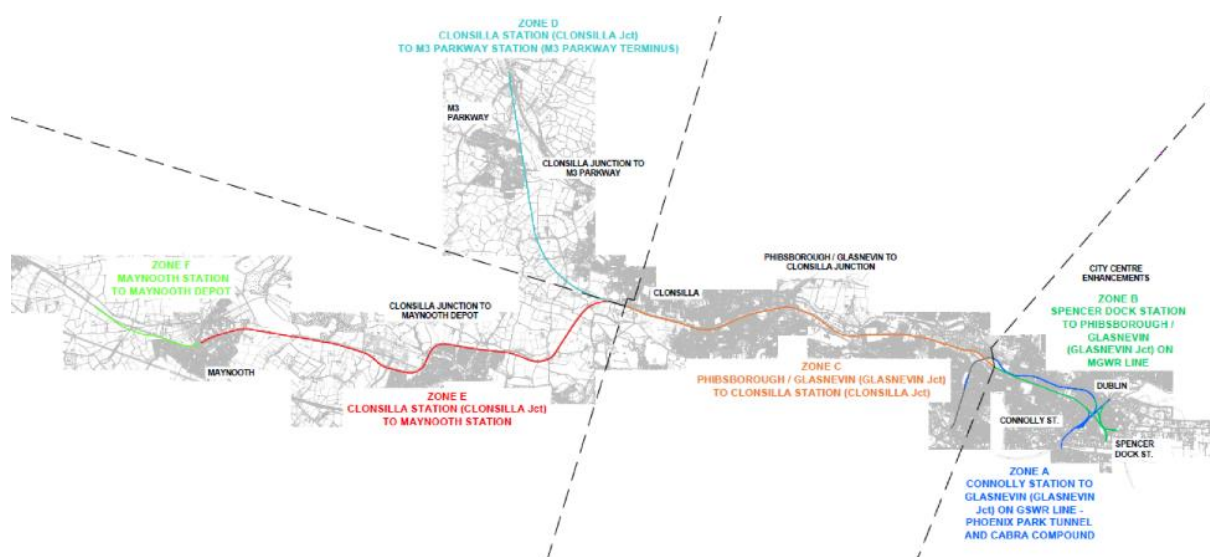 ZONE D
CLONSILLA STATION (CLONSILLA Jct)
TO M3 PARKWAY STATION (M3 PARKWAY TERMINUS)
M3
PARKWAY
CLONSILLA JUNCTION TO
M3 PARKWAY
ZONE F
MAYNOOTH STATION
TO MAYNOOTH DEPOT
CLONSILLA JUNCTION TO
MAYNOOTH DEPOT
MAYNOOTH
ZONE E
CLONSILLA STATION (CLONSILLA Jct)
TO MAYNOOTH STATION
CLONSILLA
PHIBSBOROUGH / GLASNEVIN TO
CLONSILLA JUNCTION
ZONE C
PHIBSBOROUGH / GLASNEVIN (GLASNEVIN Jct)
TO CLONSILLA STATION (CLONSILLA Jct)
CITY CENTRE
ENHANCEMENTS
ZONE B
SPENCER DOCK STATION
TO PHIBSBOROUGH /
GLASNEVIN
(GLASNEVIN Jct) ON
MGWR LINE
DUBLIN
CONNOLLY ST.
SPENCER
DOCK ST.
ZONE A
CONNOLLY STATION TO
GLASNEVIN (GLASNEVIN
Jct) ON GSWR LINE -
PHOENIX PARK TUNNEL
AND CABRA COMPOUND